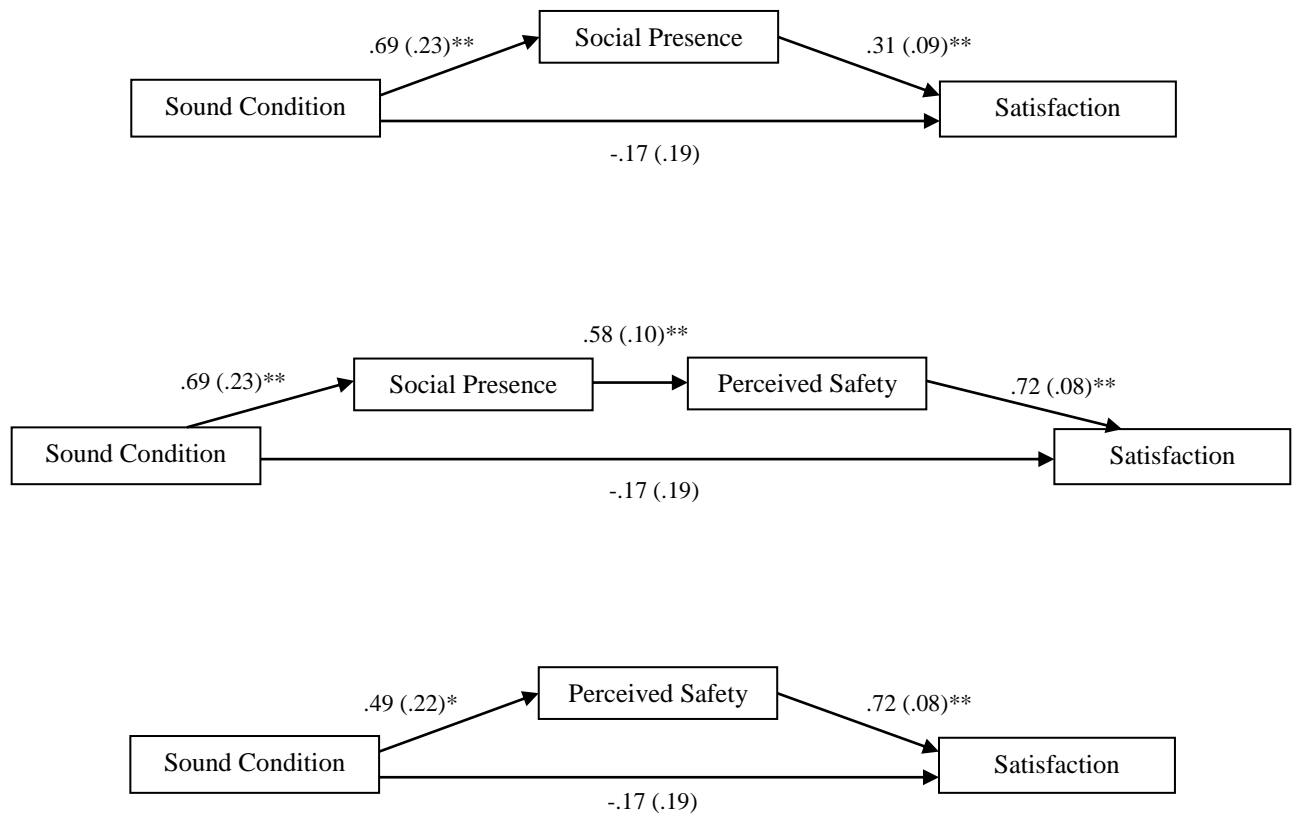 Social Presence
.69 (.23)**
.31 (.09)**
Sound Condition
Satisfaction
-.17 (.19)
.58 (.10)**
.69 (.23)**
Social Presence
Perceived Safety
.72 (.08)**
Sound Condition
Satisfaction
-.17 (.19)
Perceived Safety
.49 (.22)*
.72 (.08)**
Sound Condition
Satisfaction
-.17 (.19)